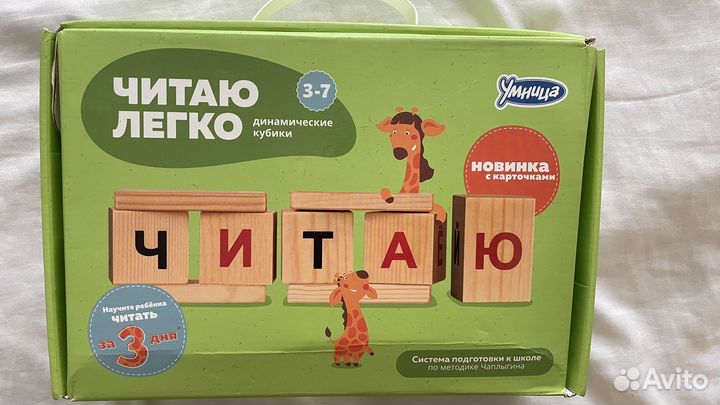 ЧИТАЮ
ЛЕГКО
динамические
кубики
3-7
Умница
НОВИНКА
с карточками
ЧИТАЮ
Й
Научите ребёнка
читать
за 3 дня*
Система подготовки к школе
по методике Чаплыгина
Avito